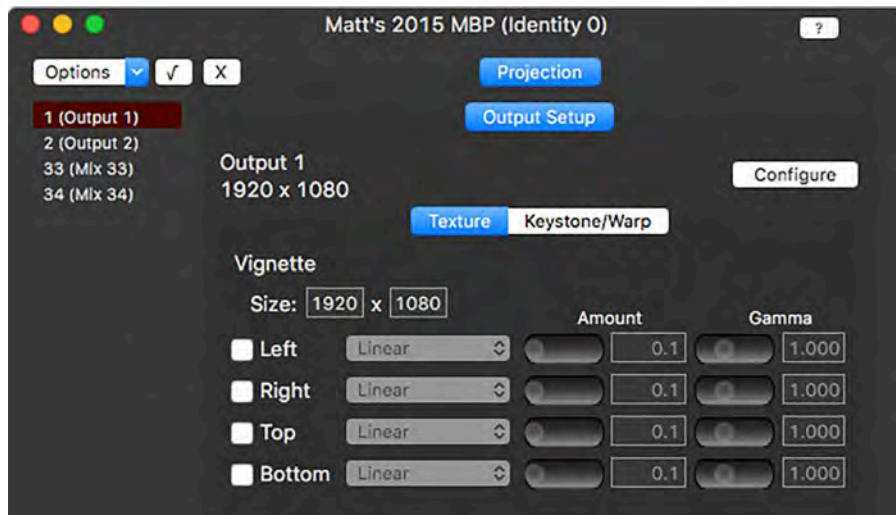 Matt's 2015 MBP (Identity 0)
?
Options √ X
Projection
1 (Output 1)
Output Setup
2 (Output 2)
33 (Mix 33)
34 (Mix 34)
Output 1
1920 x 1080
Configure
Texture Keystone/Warp
Vignette
Size: 1920 x 1080
Amount Gamma
Left Linear 0.1 1.000
Right Linear 0.1 1.000
Top Linear 0.1 1.000
Bottom Linear 0.1 1.000